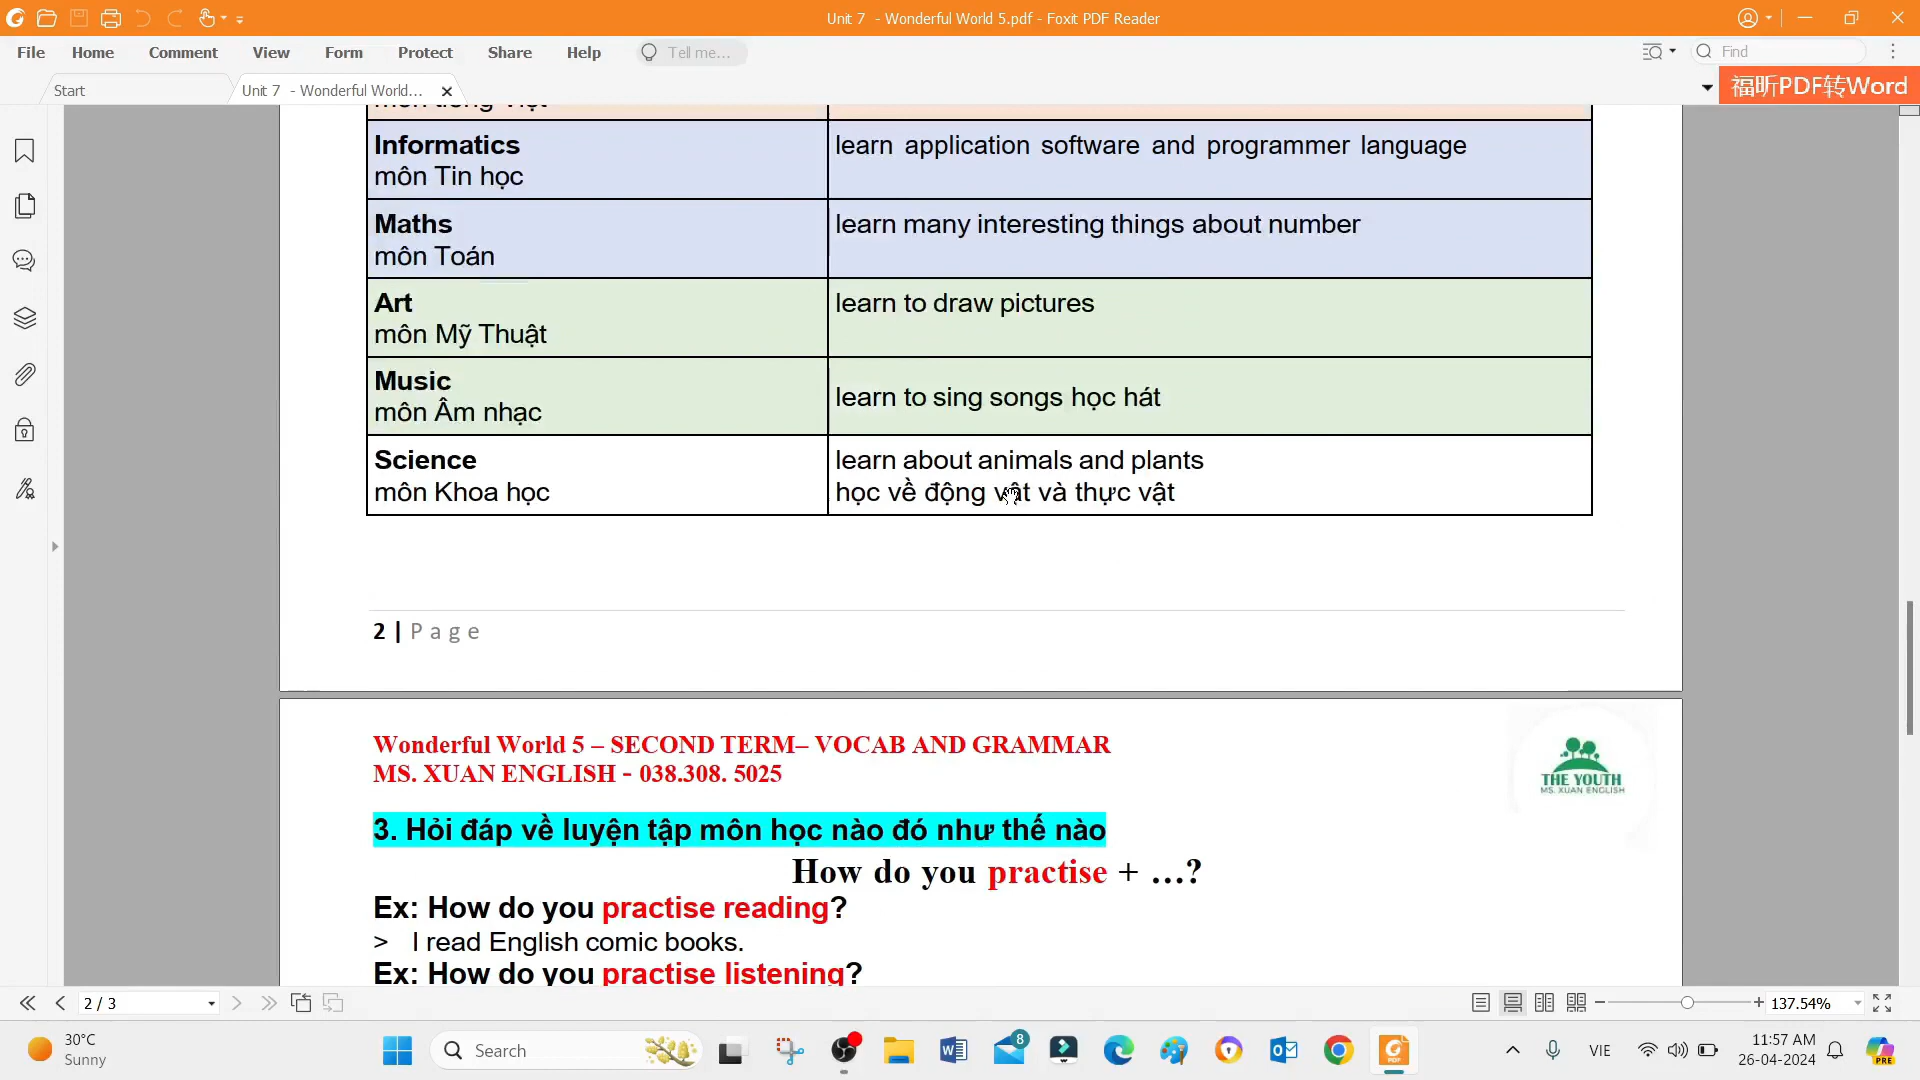 Unit 7 - Wonderful World 5.pdf - Foxit PDF Reader
File Home Comment View Form Protect Share Help Tell me... Find
Start Unit 7 - Wonderful World...
福昕PDF转Word
môn tiếng Việt
Informatics
môn Tin học
learn application software and programmer language
Maths
môn Toán
learn many interesting things about number
Art
môn Mỹ Thuật
learn to draw pictures
Music
môn Âm nhạc
learn to sing songs học hát
Science
môn Khoa học
learn about animals and plants
học về động vật và thực vật
2 | Page
Wonderful World 5 – SECOND TERM– VOCAB AND GRAMMAR
MS. XUAN ENGLISH - 038.308. 5025
THE YOUTH
MS. XUAN ENGLISH
3. Hỏi đáp về luyện tập môn học nào đó như thế nào
How do you practise + …?
Ex: How do you practise reading?
> I read English comic books.
Ex: How do you practise listening?
2 / 3
137.54%
30°C
Sunny
Search
8
VIE
11:57 AM
26-04-2024
PRE